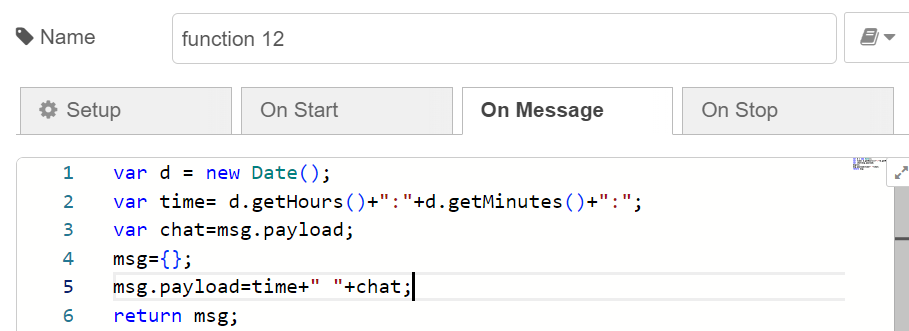 Name
function 12
Setup
On Start
On Message
On Stop
1 var d = new Date();
2 var time= d.getHours()+":"+d.getMinutes()+":";
3 var chat=msg.payload;
4 msg={};
5 msg.payload=time+" "+chat;
6 return msg;